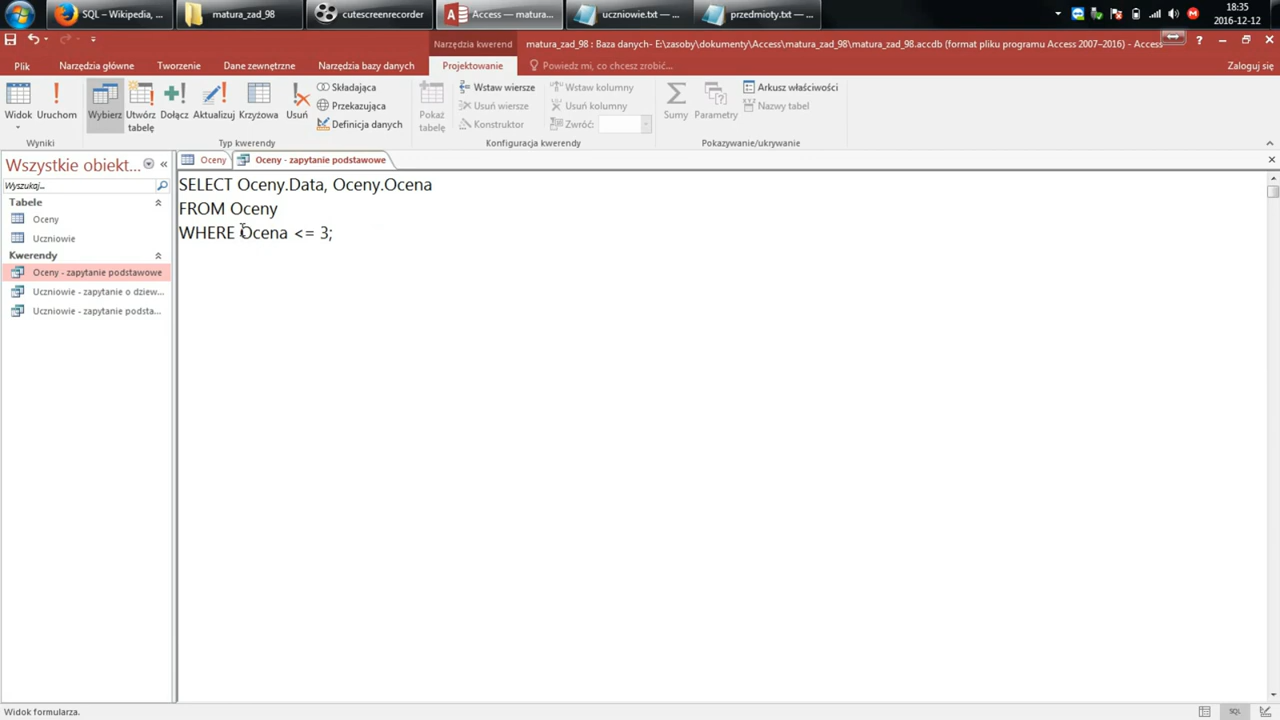 SQL – Wikipedia, ...
matura_zad_98
cutescreenrecorder
Access — matura...
uczniowie.txt — ...
przedmioty.txt — ...
18:35
2016-12-12
Narzędzia kwerend
matura_zad_98 : Baza danych- E:\zasoby\dokumenty\Access\matura_zad_98\matura_zad_98.accdb (format pliku programu Access 2007–2016) - Access
?
Plik
Narzędzia główne
Tworzenie
Dane zewnętrzne
Narzędzia bazy danych
Projektowanie
Powiedz mi, co chcesz zrobić...
Zaloguj się
Widok
Uruchom
Wybierz
Utwórz
tabelę
Dołącz
Aktualizuj
Krzyżowa
Usuń
Składająca
Przekazująca
Definicja danych
Pokaż
tabelę
Wstaw wiersze
Usuń wiersze
Konstruktor
Wstaw kolumny
Usuń kolumny
Zwróć:
Sumy
Parametry
Arkusz właściwości
Nazwy tabel
Wyniki
Typ kwerendy
Konfiguracja kwerendy
Pokazywanie/ukrywanie
Wszystkie obiekt...
Wyszukaj...
Tabele
Oceny
Uczniowie
Kwerendy
Oceny - zapytanie podstawowe
Uczniowie - zapytanie o dziew...
Uczniowie - zapytanie podsta...
Oceny
Oceny - zapytanie podstawowe
SELECT Oceny.Data, Oceny.Ocena
FROM Oceny
WHERE Ocena <= 3;
Widok formularza.
SQL